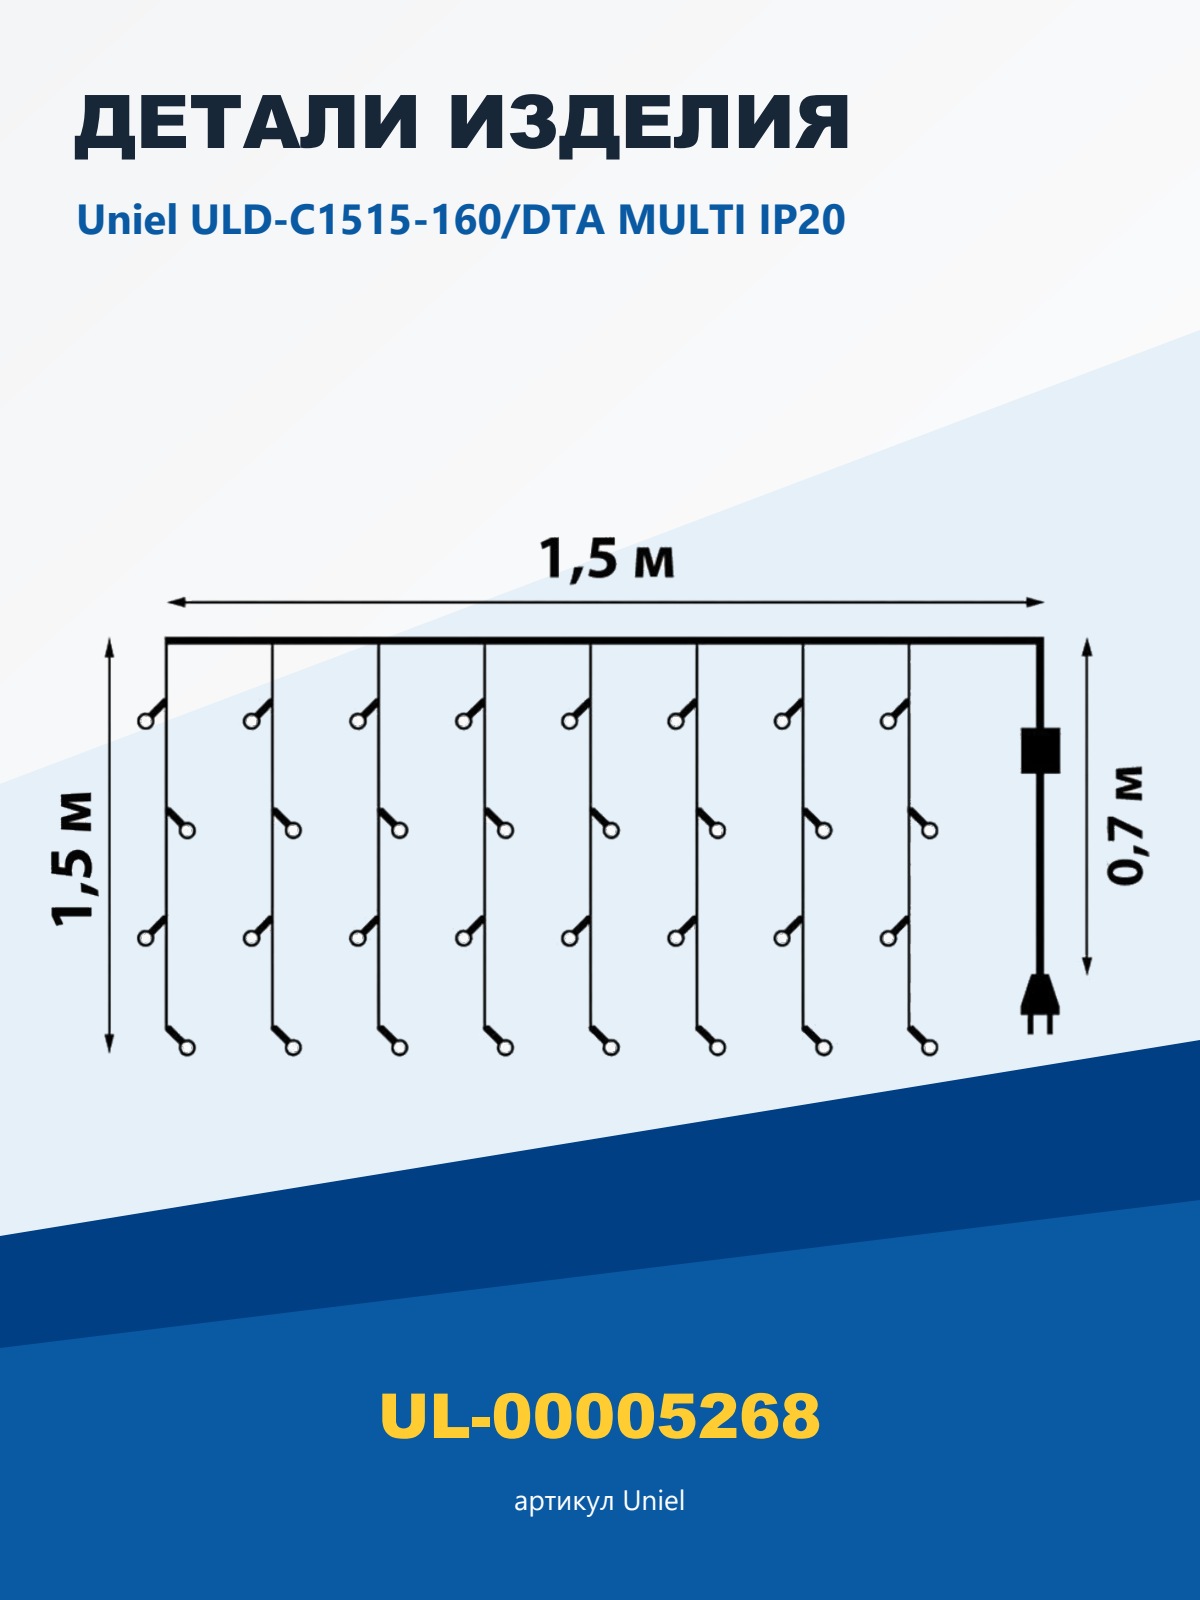 ДЕТАЛИ ИЗДЕЛИЯ
Uniel ULD-C1515-160/DTA MULTI IP20
1,5 м
1,5 м
0,7 м
UL-00005268
артикул Uniel